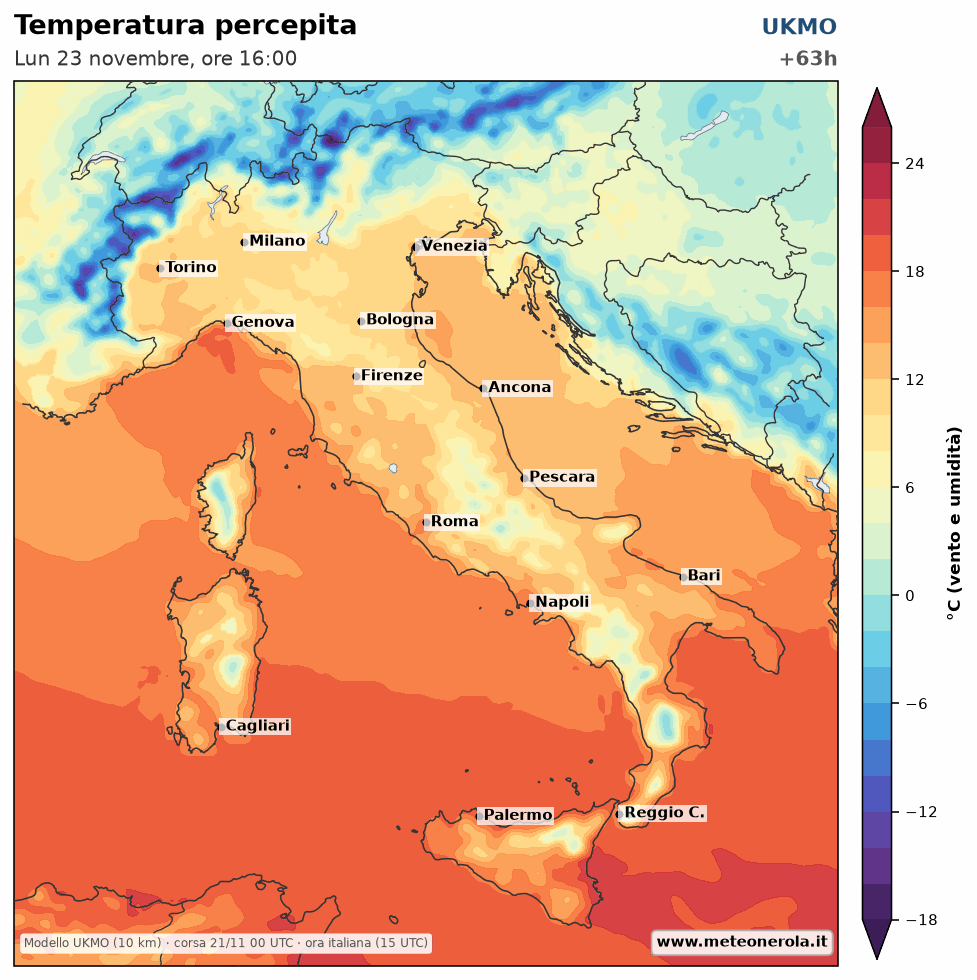 Temperatura percepita
UKMO
Lun 23 novembre, ore 16:00
+63h
Milano
Venezia
Torino
Genova
Bologna
Firenze
Ancona
Pescara
Roma
Bari
Napoli
Cagliari
Palermo
Reggio C.
24
18
12
6
0
−6
−12
−18
°C (vento e umidità)
Modello UKMO (10 km) · corsa 21/11 00 UTC · ora italiana (15 UTC)
www.meteonerola.it